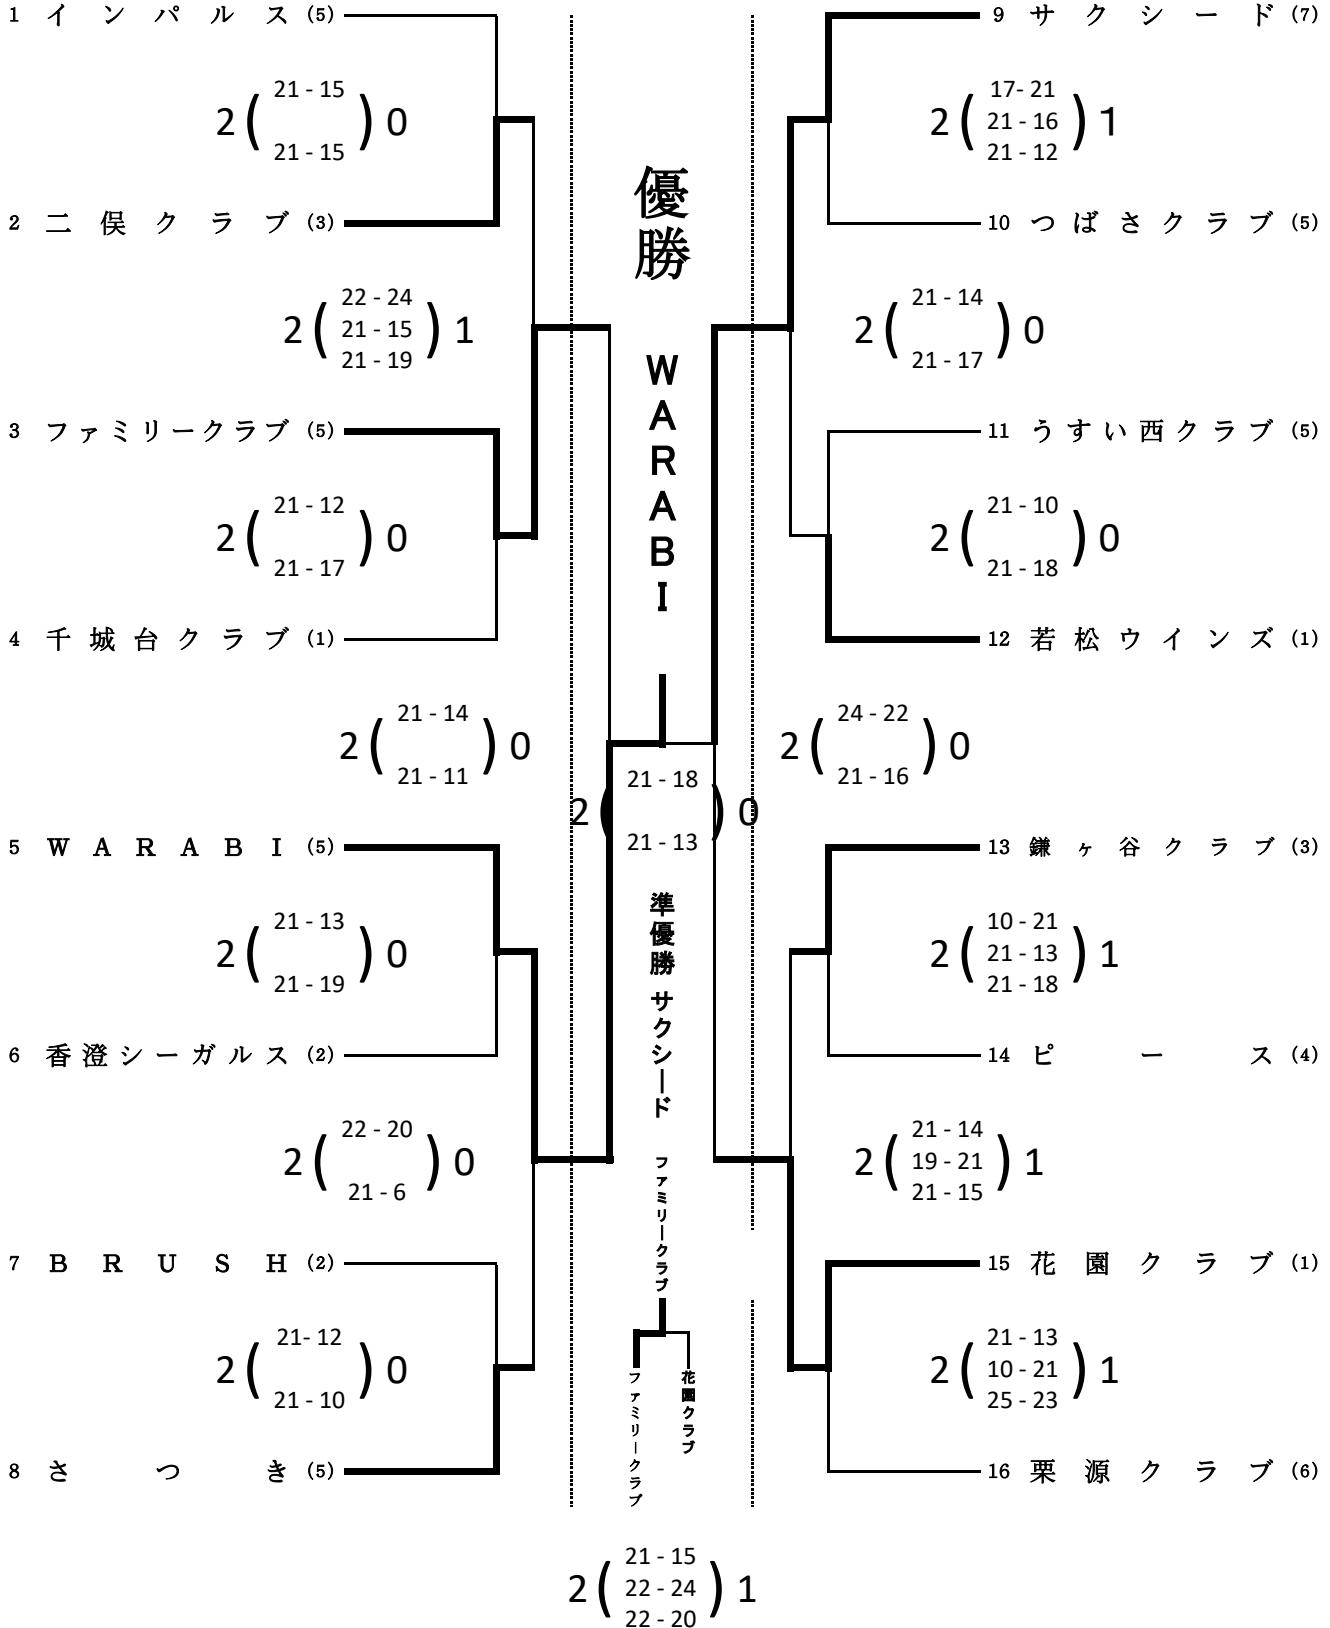 1 インパルス (5)
21 - 15
2 ( ) 0
21 - 15
2 二俣クラブ (3)
22 - 24
2 ( 21 - 15 ) 1
21 - 19
3 ファミリークラブ (5)
21 - 12
2 ( ) 0
21 - 17
4 千城台クラブ (1)
21 - 14
2 ( ) 0
21 - 11
5 WARABI (5)
21 - 13
2 ( ) 0
21 - 19
6 香澄シーガルス (2)
22 - 20
2 ( ) 0
21 - 6
7 BRUSH (2)
21- 12
2 ( ) 0
21 - 10
8 さつき (5)
優勝 WARABI
21 - 18
2 ( ) 0
21 - 13
準優勝 サクシード
ファミリークラブ
ファミリークラブ
花園クラブ
21 - 15
2 ( 22 - 24 ) 1
22 - 20
9 サクシード (7)
17- 21
2 ( 21 - 16 ) 1
21 - 12
10 つばさクラブ (5)
21 - 14
2 ( ) 0
21 - 17
11 うすい西クラブ (5)
21 - 10
2 ( ) 0
21 - 18
12 若松ウインズ (1)
24 - 22
2 ( ) 0
21 - 16
13 鎌ヶ谷クラブ (3)
10 - 21
2 ( 21 - 13 ) 1
21 - 18
14 ピース (4)
21 - 14
2 ( 19 - 21 ) 1
21 - 15
15 花園クラブ (1)
21 - 13
2 ( 10 - 21 ) 1
25 - 23
16 栗源クラブ (6)